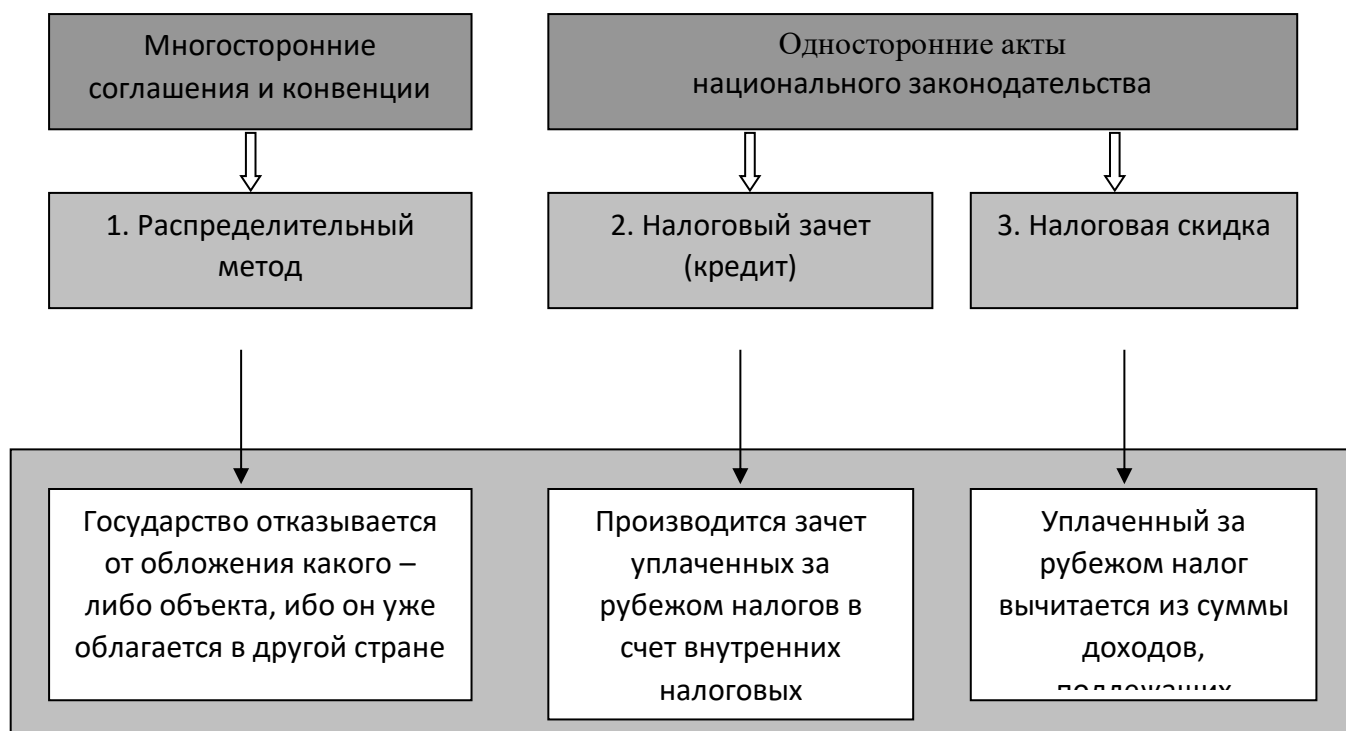 Многосторонние
соглашения и конвенции
Односторонние акты
национального законодательства
1. Распределительный
метод
2. Налоговый зачет
(кредит)
3. Налоговая скидка
Государство отказывается
от обложения какого –
либо объекта, ибо он уже
облагается в другой стране
Производится зачет
уплаченных за
рубежом налогов в
счет внутренних
налоговых
Уплаченный за
рубежом налог
вычитается из суммы
доходов,